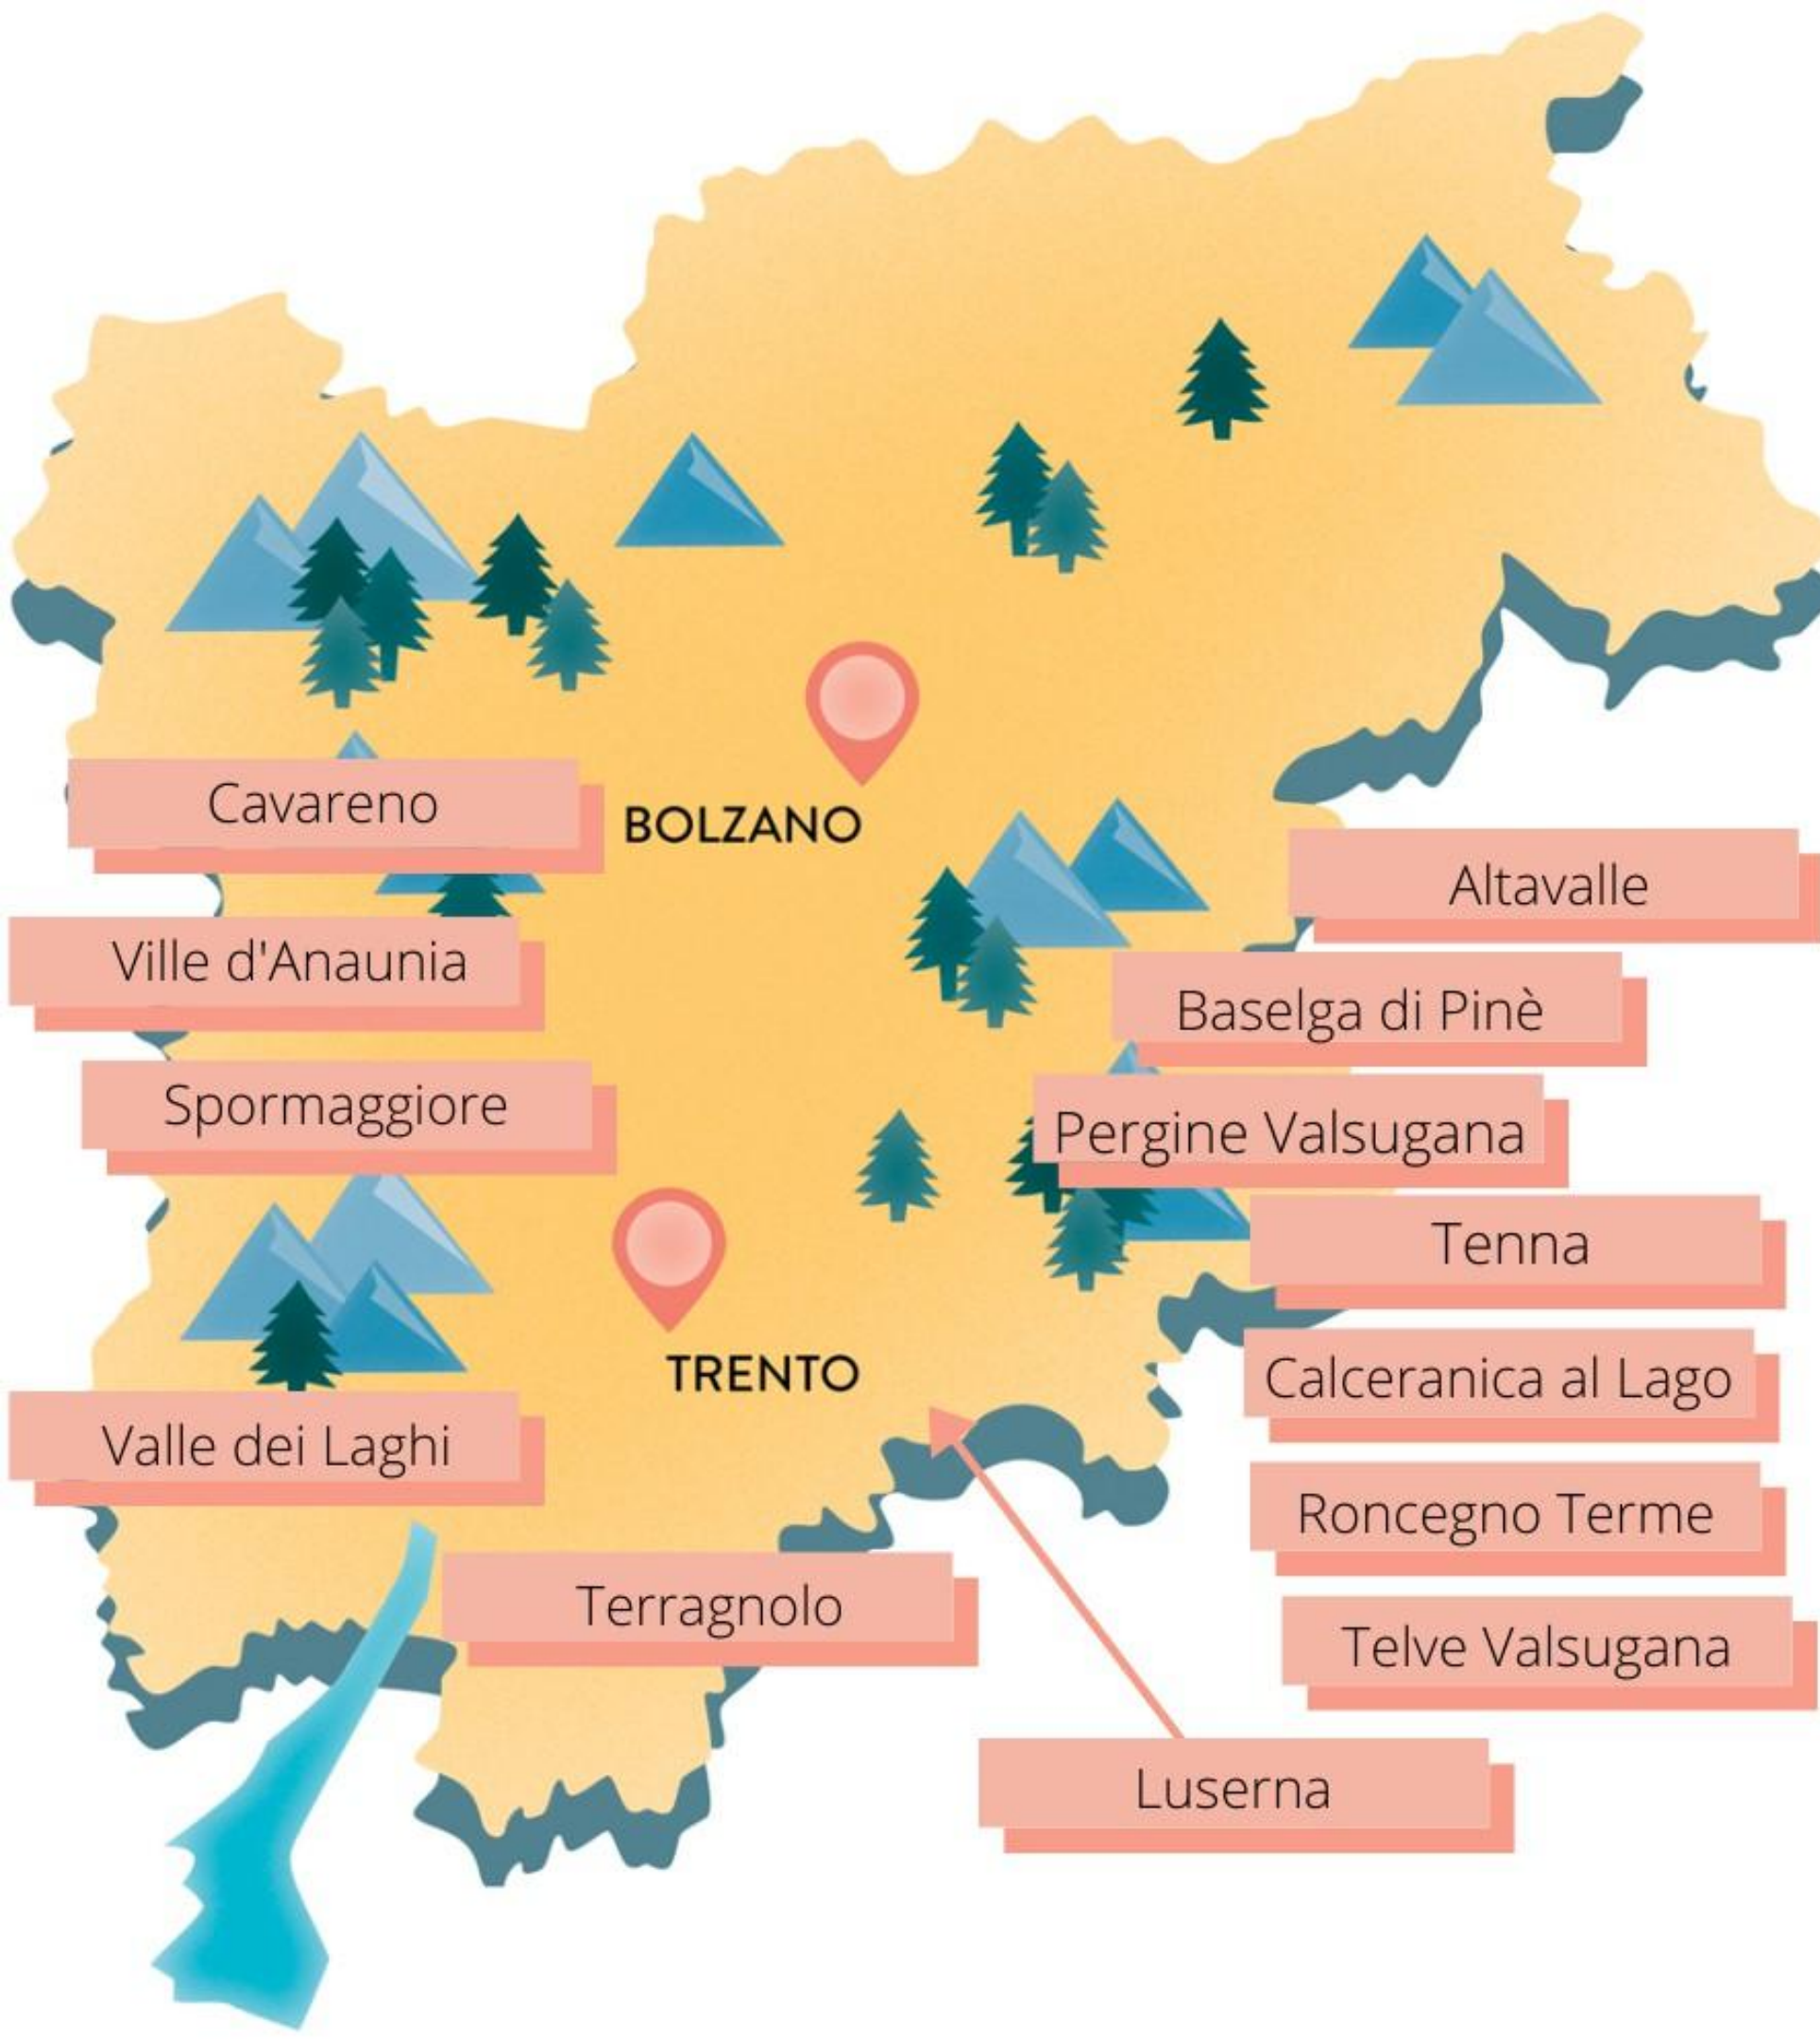 Cavareno
BOLZANO
Altavalle
Ville d'Anaunia
Baselga di Pinè
Spormaggiore
Pergine Valsugana
Tenna
TRENTO
Calceranica al Lago
Valle dei Laghi
Roncegno Terme
Terragnolo
Telve Valsugana
Luserna